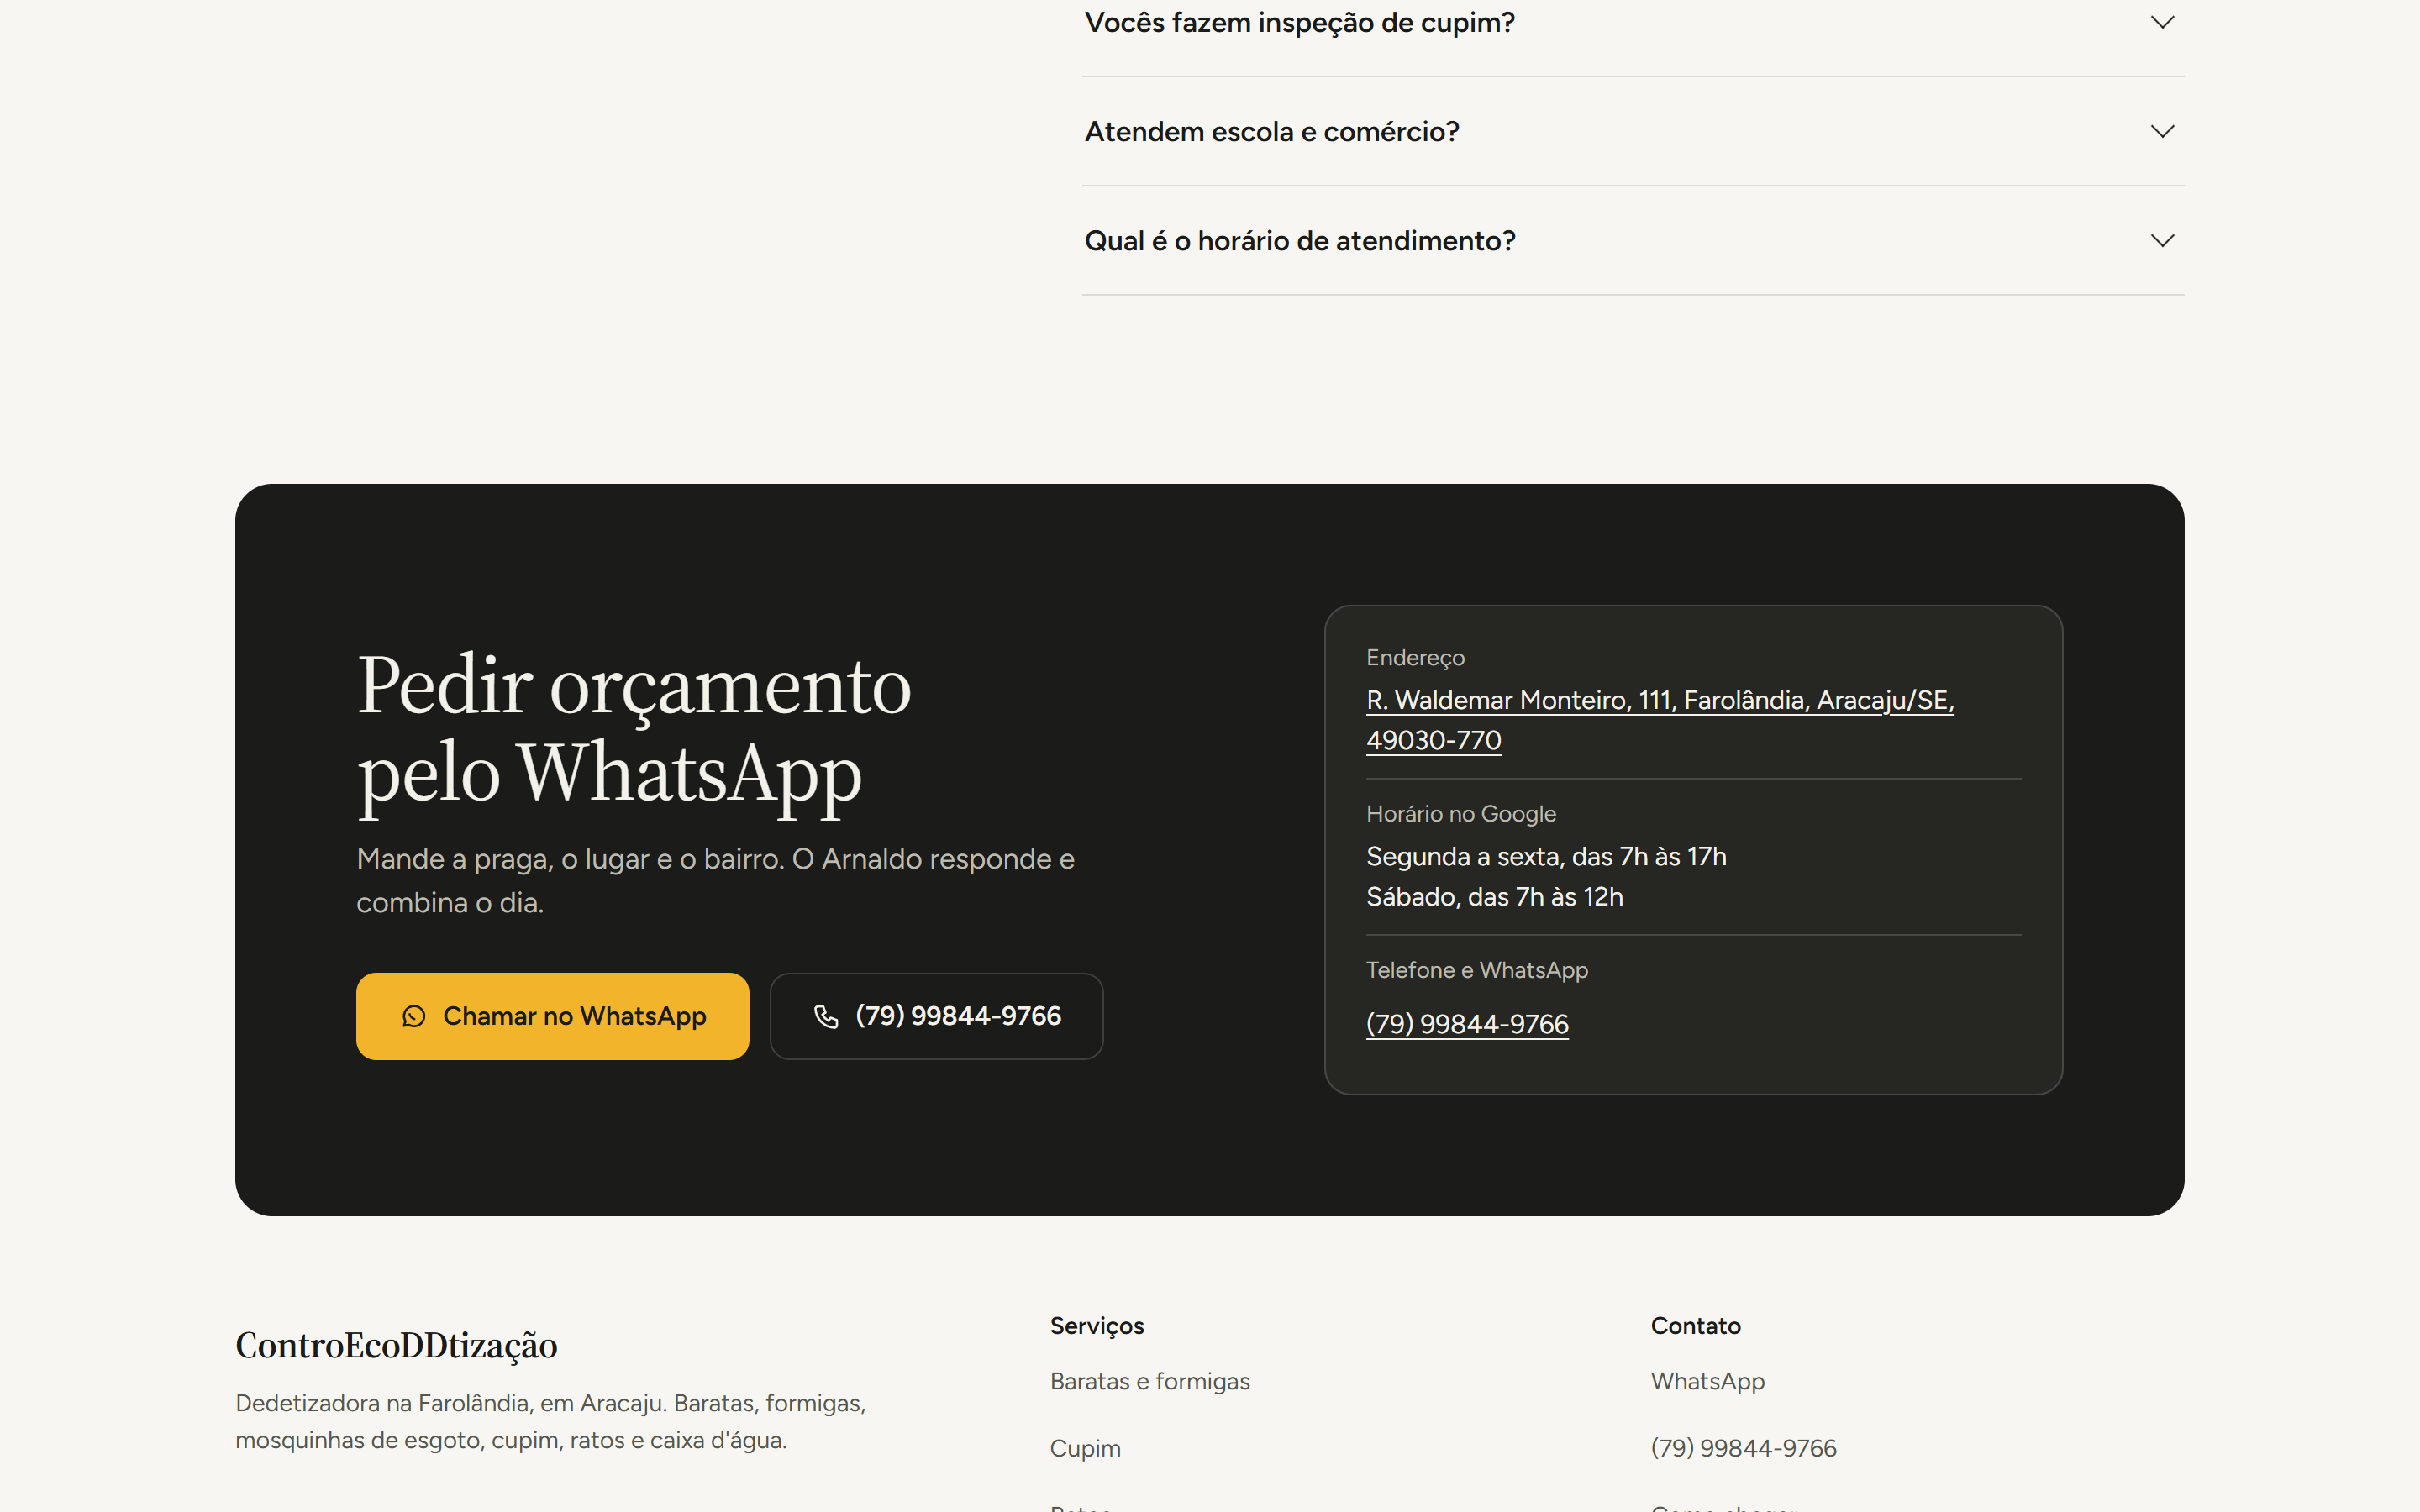 Vocês fazem inspeção de cupim?
Atendem escola e comércio?
Qual é o horário de atendimento?
Pedir orçamento
pelo WhatsApp
Mande a praga, o lugar e o bairro. O Arnaldo responde e
combina o dia.
Chamar no WhatsApp
(79) 99844-9766
Endereço
R. Waldemar Monteiro, 111, Farolândia, Aracaju/SE,
49030-770
Horário no Google
Segunda a sexta, das 7h às 17h
Sábado, das 7h às 12h
Telefone e WhatsApp
(79) 99844-9766
ControEcoDDtização
Dedetizadora na Farolândia, em Aracaju. Baratas, formigas,
mosquinhas de esgoto, cupim, ratos e caixa d'água.
Serviços
Baratas e formigas
Cupim
Contato
WhatsApp
(79) 99844-9766